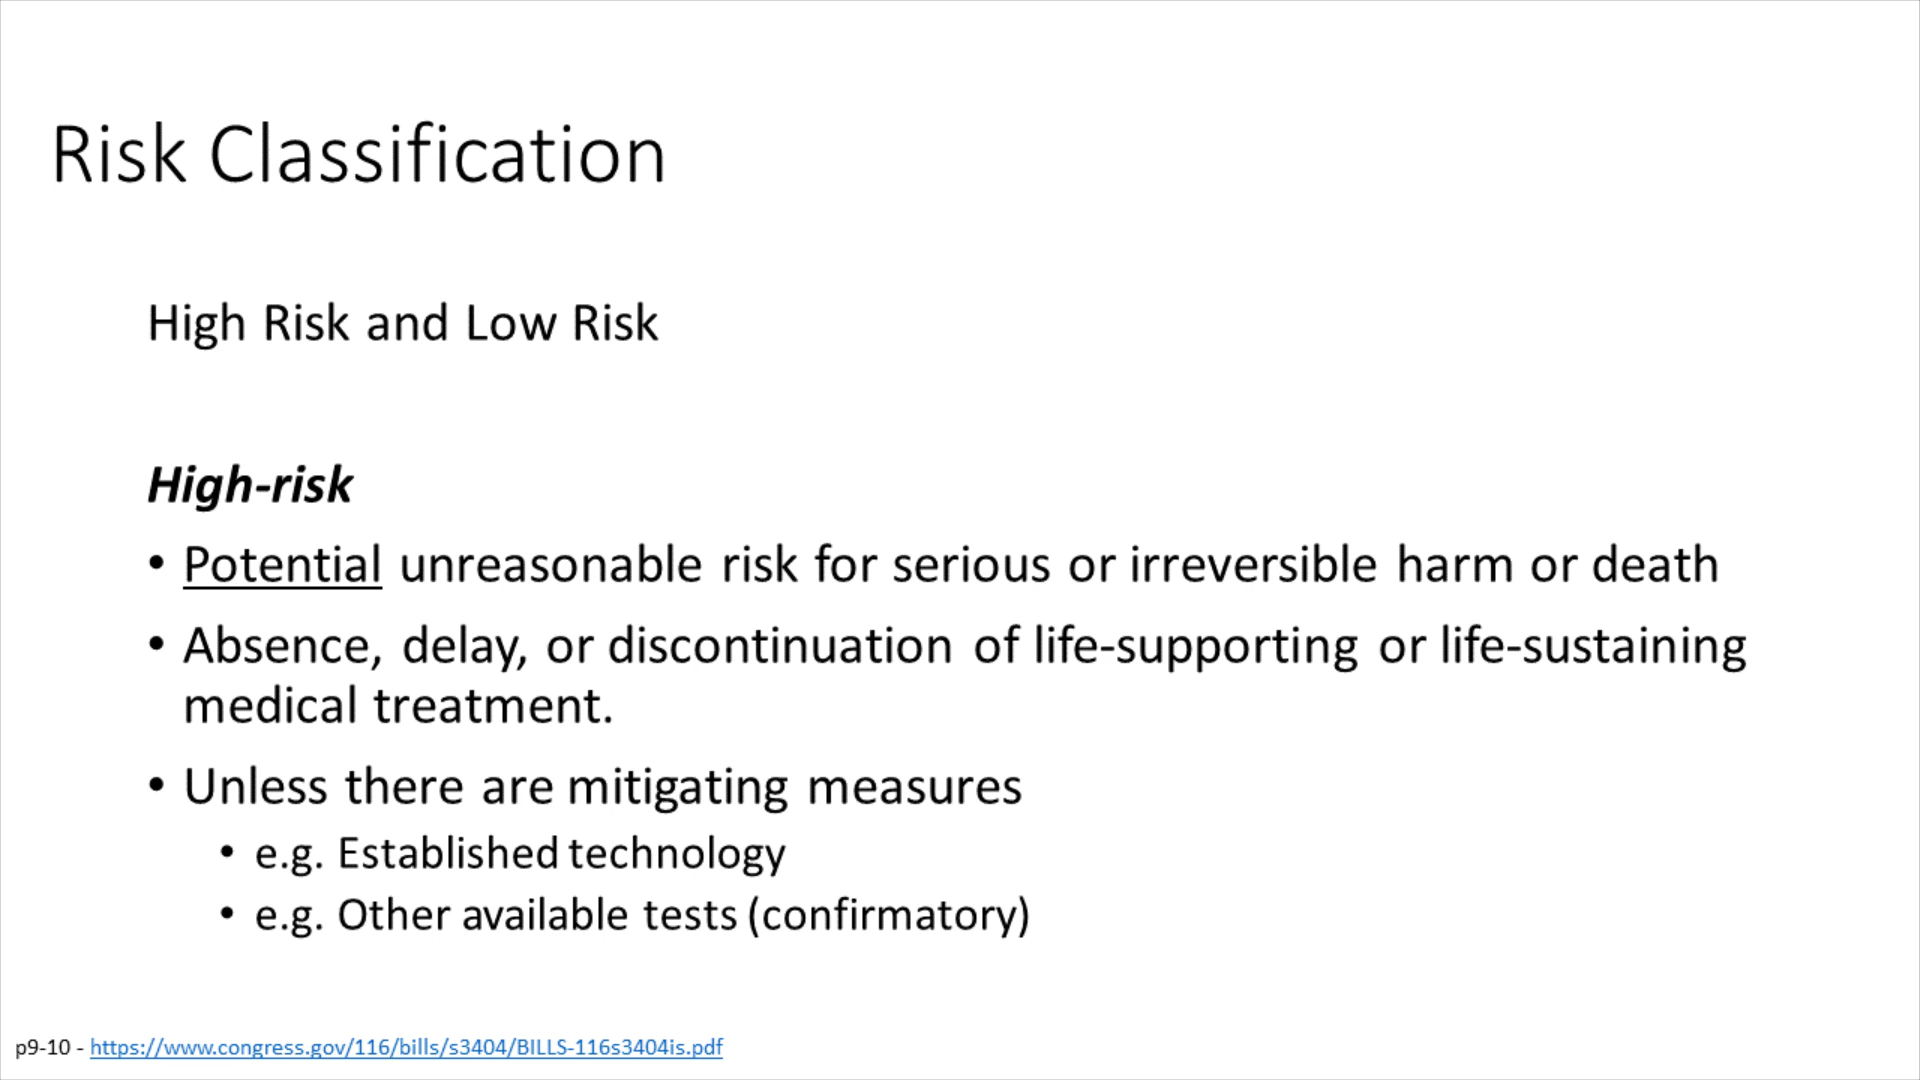 Risk Classification
High Risk and Low Risk
High-risk
• Potential unreasonable risk for serious or irreversible harm or death
• Absence, delay, or discontinuation of life-supporting or life-sustaining
medical treatment.
• Unless there are mitigating measures
• e.g. Established technology
• e.g. Other available tests (confirmatory)
p9-10 - https://www.congress.gov/116/bills/s3404/BILLS-116s3404is.pdf